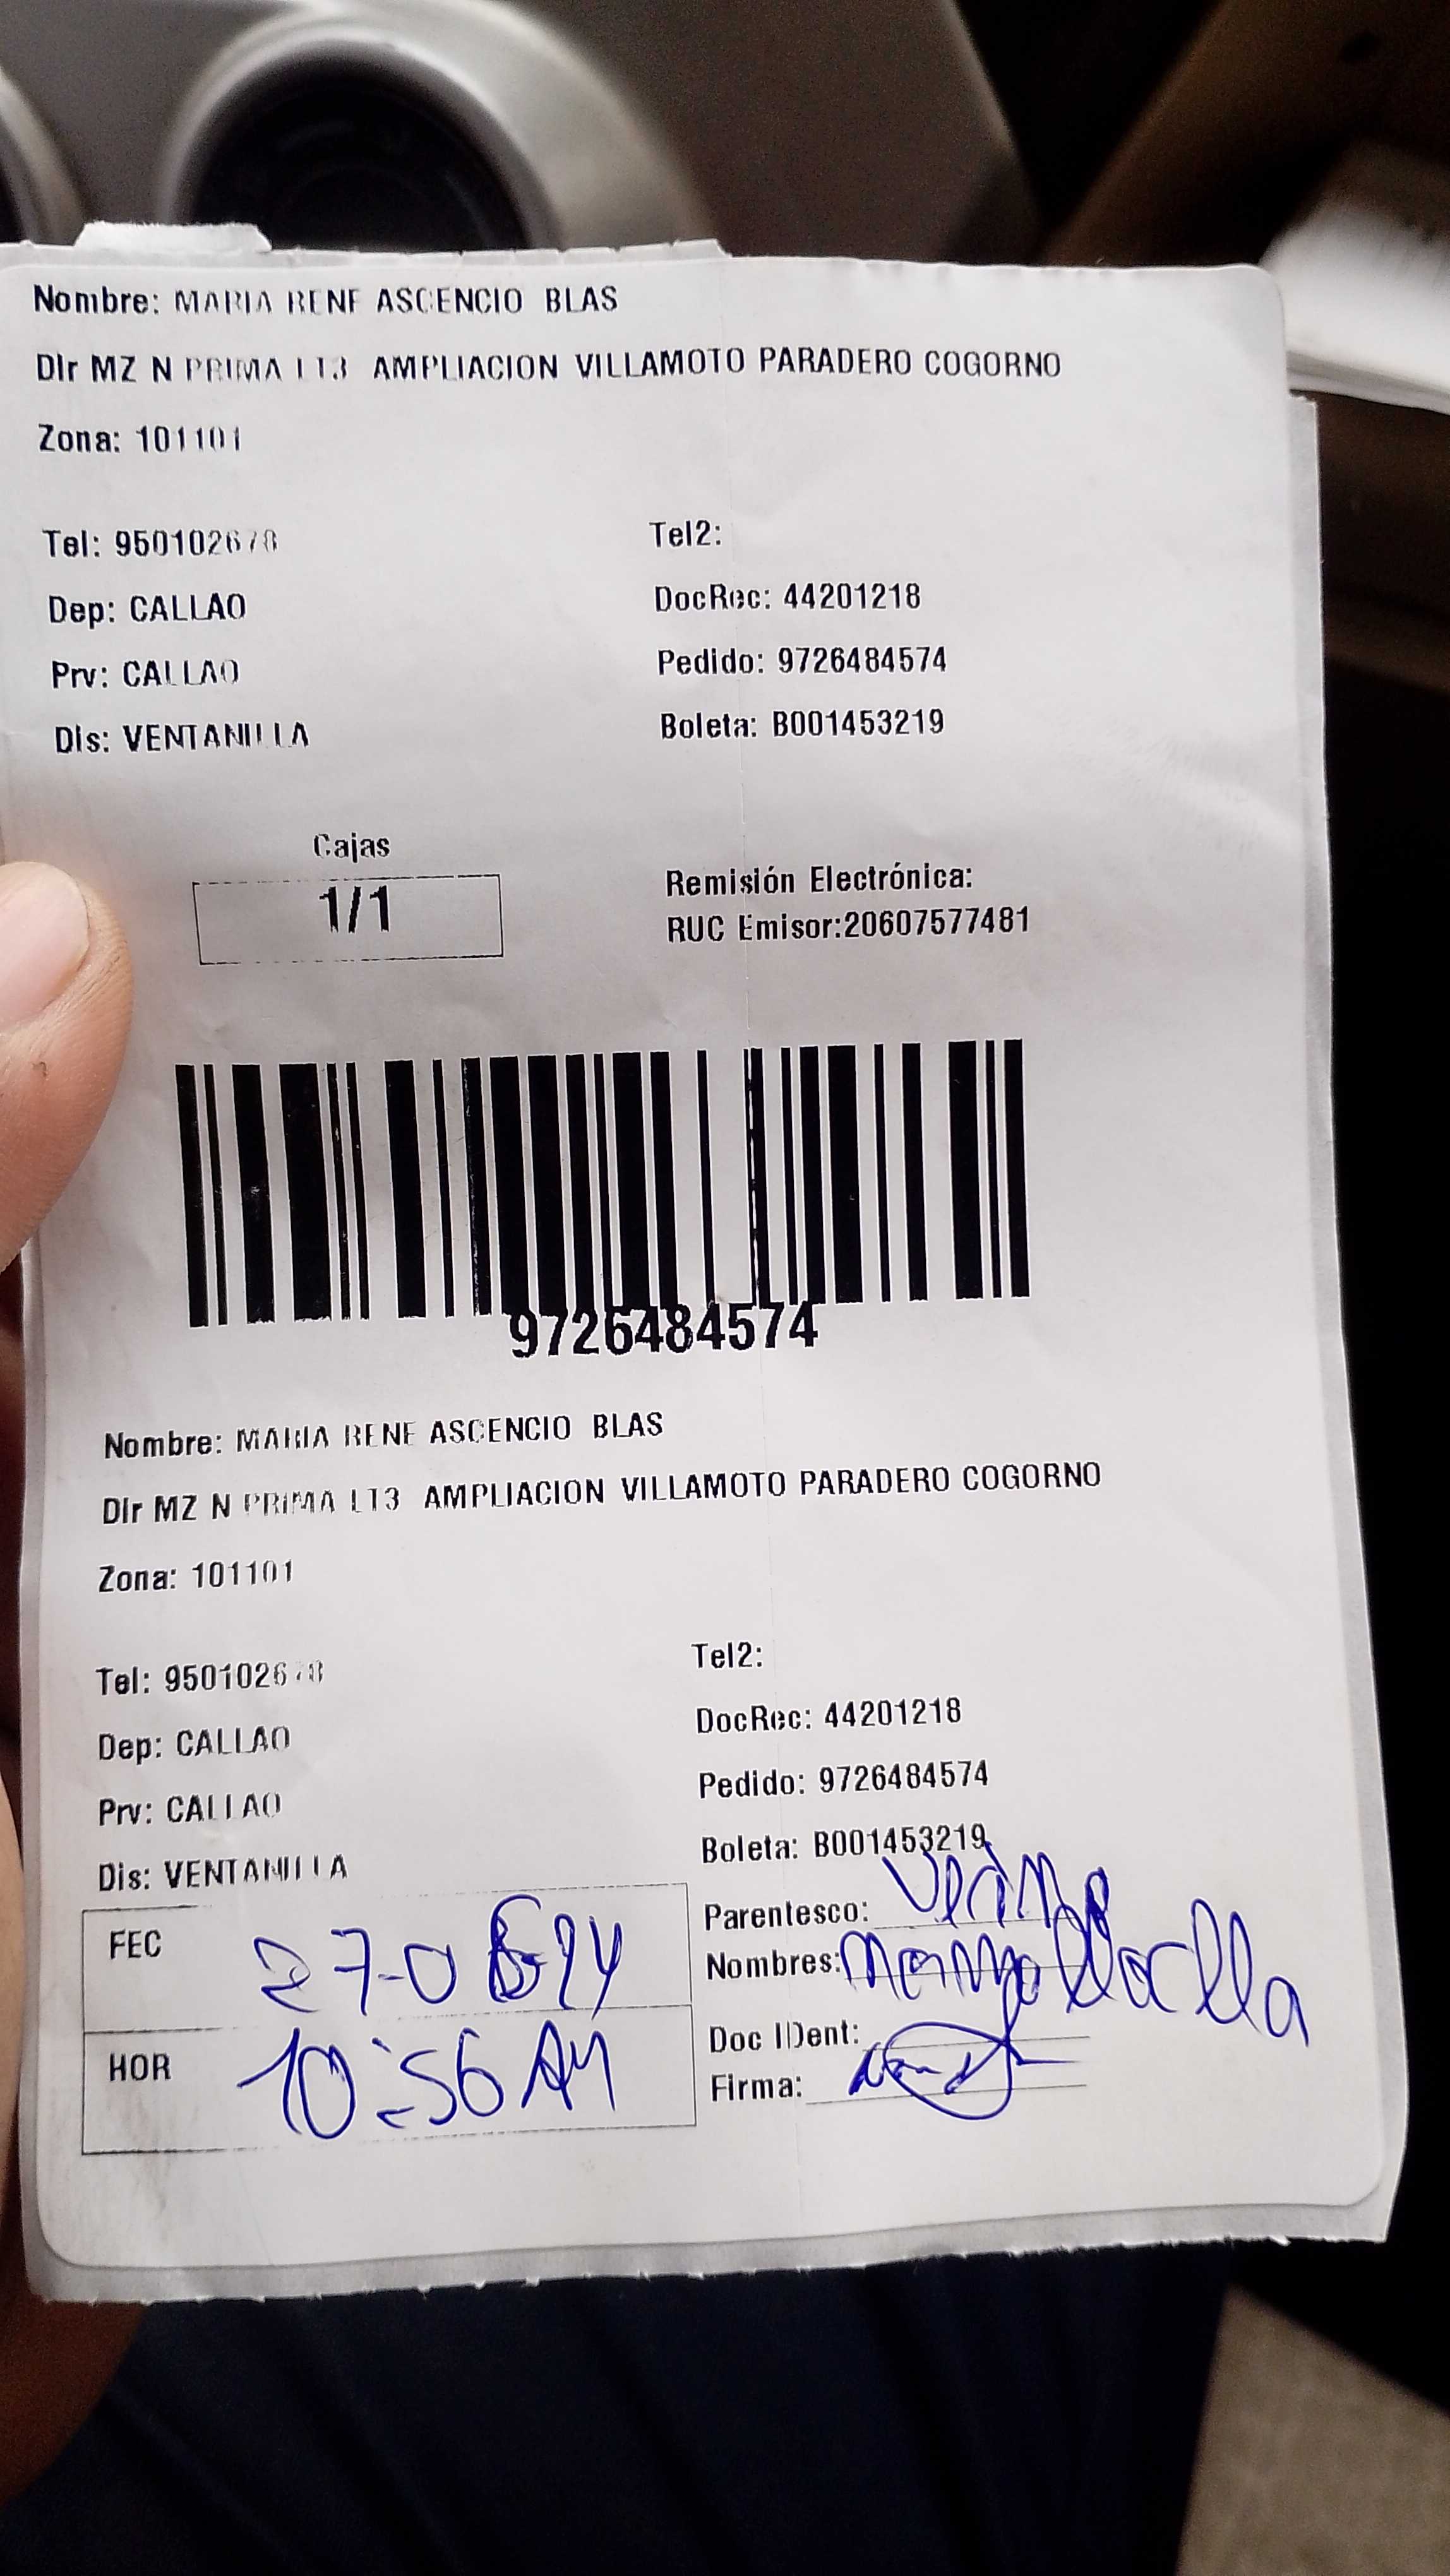 Nombre: MARIA RENE ASCENCIO BLAS
Dir MZ N PRIMA LT3 AMPLIACION VILLAMOTO PARADERO COGORNO
Zona: 101101
Tel: 950102678
Tel2:
Dep: CALLAO
DocRec: 44201218
Prv: CALLAO
Pedido: 9726484574
Dis: VENTANILLA
Boleta: B001453219
Cajas
1/1
Remisión Electrónica:
RUC Emisor:20607577481
9726484574
Nombre: MARIA RENE ASCENCIO BLAS
Dir MZ N PRIMA LT3 AMPLIACION VILLAMOTO PARADERO COGORNO
Zona: 101101
Tel: 950102678
Tel2:
Dep: CALLAO
DocRec: 44201218
Prv: CALLAO
Pedido: 9726484574
Dis: VENTANILLA
Boleta: B001453219
FEC
Parentesco:
Nombres:
HOR 10:56 AM
Doc IDent:
Firma: